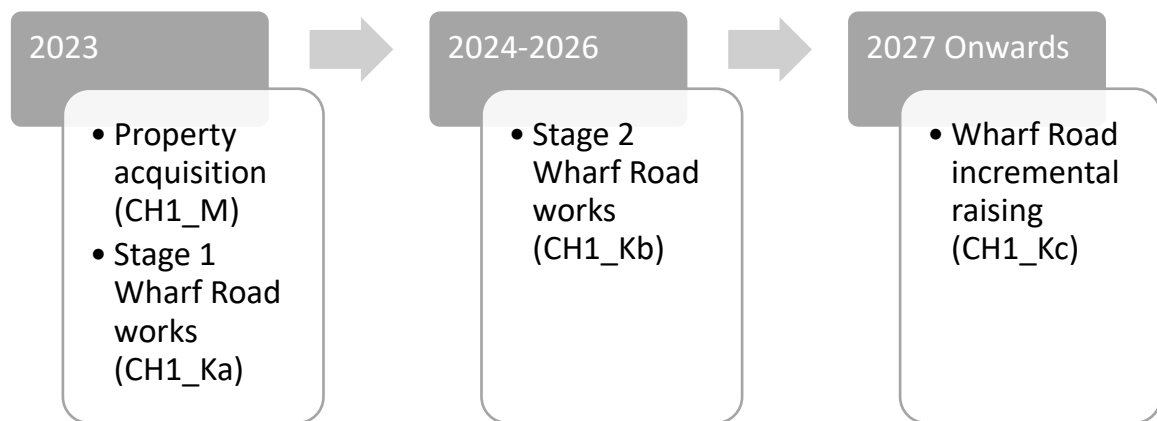 2023
• Property
acquisition
(CH1_M)
• Stage 1
Wharf Road
works
(CH1_Ka)
2024-2026
• Stage 2
Wharf Road
works
(CH1_Kb)
2027 Onwards
• Wharf Road
incremental
raising
(CH1_Kc)